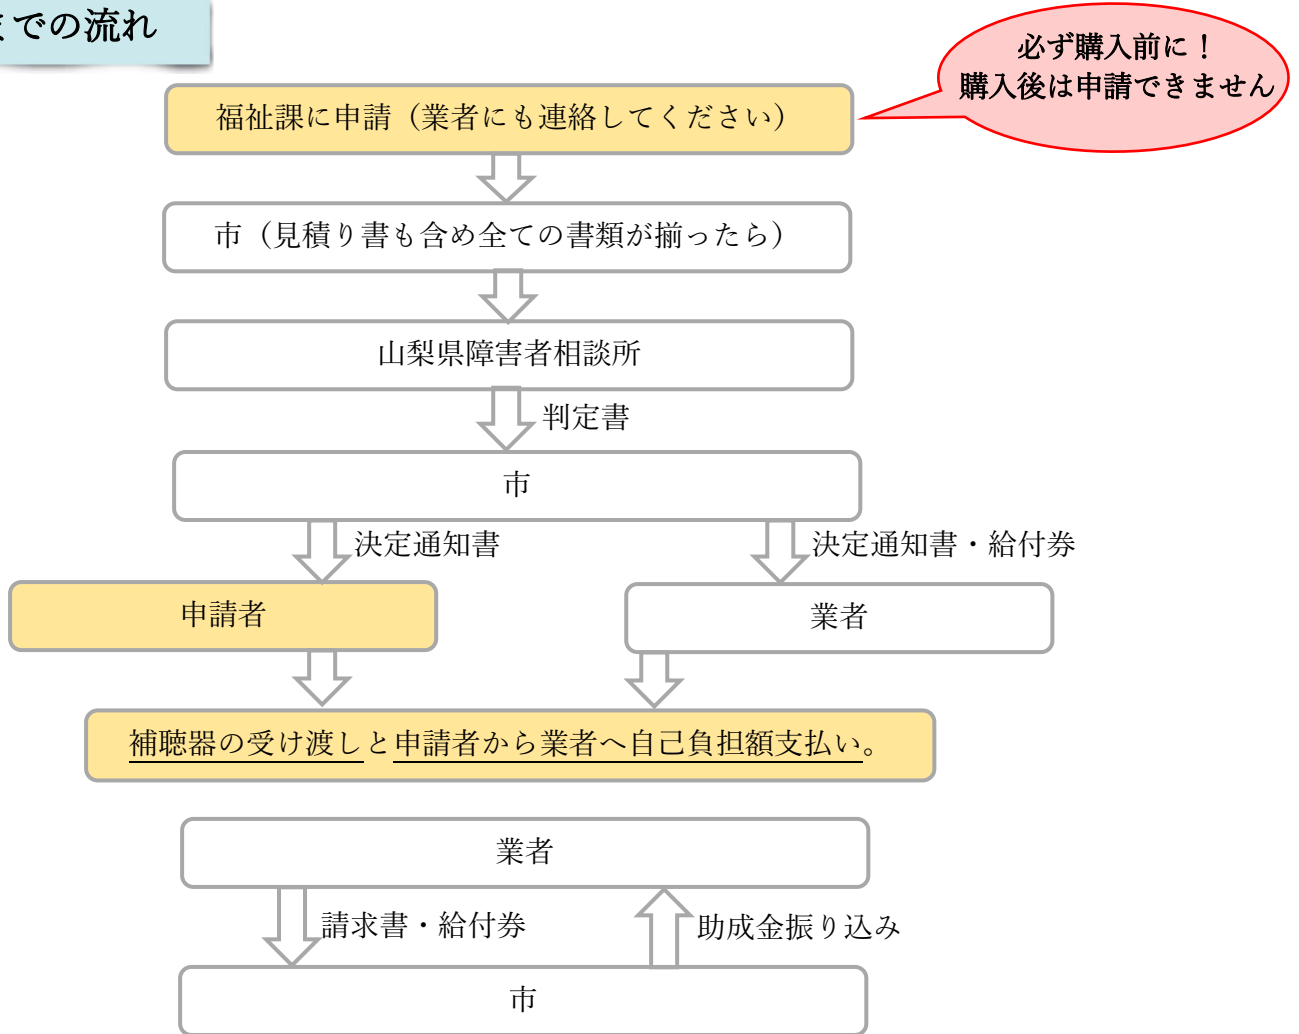 までの流れ
必ず購入前に！
購入後は申請できません
福祉課に申請（業者にも連絡してください）
市（見積り書も含め全ての書類が揃ったら）
山梨県障害者相談所
判定書
市
決定通知書
決定通知書・給付券
申請者
業者
補聴器の受け渡しと申請者から業者へ自己負担額支払い。
業者
請求書・給付券
助成金振り込み
市